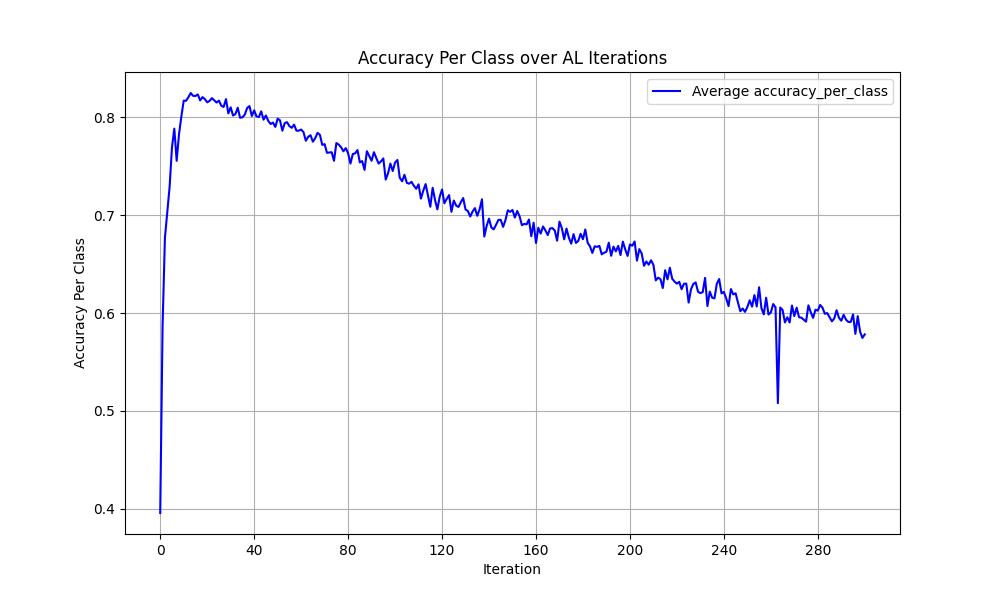 Accuracy Per Class over AL Iterations
Average accuracy_per_class
Accuracy Per Class
0.8
0.7
0.6
0.5
0.4
0 40 80 120 160 200 240 280
Iteration